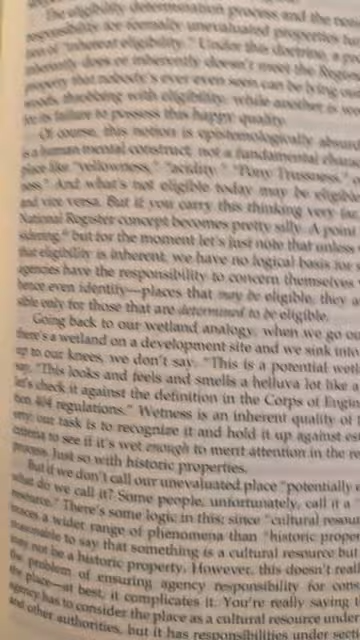 The eligibility determination process and the
responsibility for formally unevaluated properties
tion of "inherent eligibility." Under this doctrine, a
inherently does or inherently doesn't meet the
property that nobody's ever even seen can be lying
woods, throbbing with eligibility, while another is
its failure to possess this happy quality.
Of course, this notion is epistemologically
is a human mental construct, not a fundamental
place like "yellowness," "acidity," "Pony Trussness,"
ness." And what's not eligible today may be
and vice versa. But if you carry this thinking very far
National Register concept becomes pretty silly. A point
but for the moment let's just note that unless
that eligibility is inherent, we have no logical basis for
agencies have the responsibility to concern themselves
hence even identify—places that may be eligible, they
sible only for those that are determined to be eligible.
Going back to our wetland analogy, when we go
there's a wetland on a development site and we sink
up to our knees, we don't say, "This is a potential
say, "This looks and feels and smells a helluva lot like
let's check it against the definition in the Corps of
tion 404 regulations." Wetness is an inherent quality of
our task is to recognize it and hold it up against
criteria to see if it's wet enough to merit attention in the
process. Just so with historic properties.
But if we don't call our unevaluated place "potentially
what do we call it? Some people, unfortunately, call it a
resource." There's some logic in this; since "cultural
a wider range of phenomena than "historic
reasonable to say that something is a cultural resource but
may not be a historic property. However, this doesn't
the problem of ensuring agency responsibility for
the place—at best, it complicates it. You're really saying
agency has to consider the place as a cultural resource under
and other authorities, but it has responsibilities under